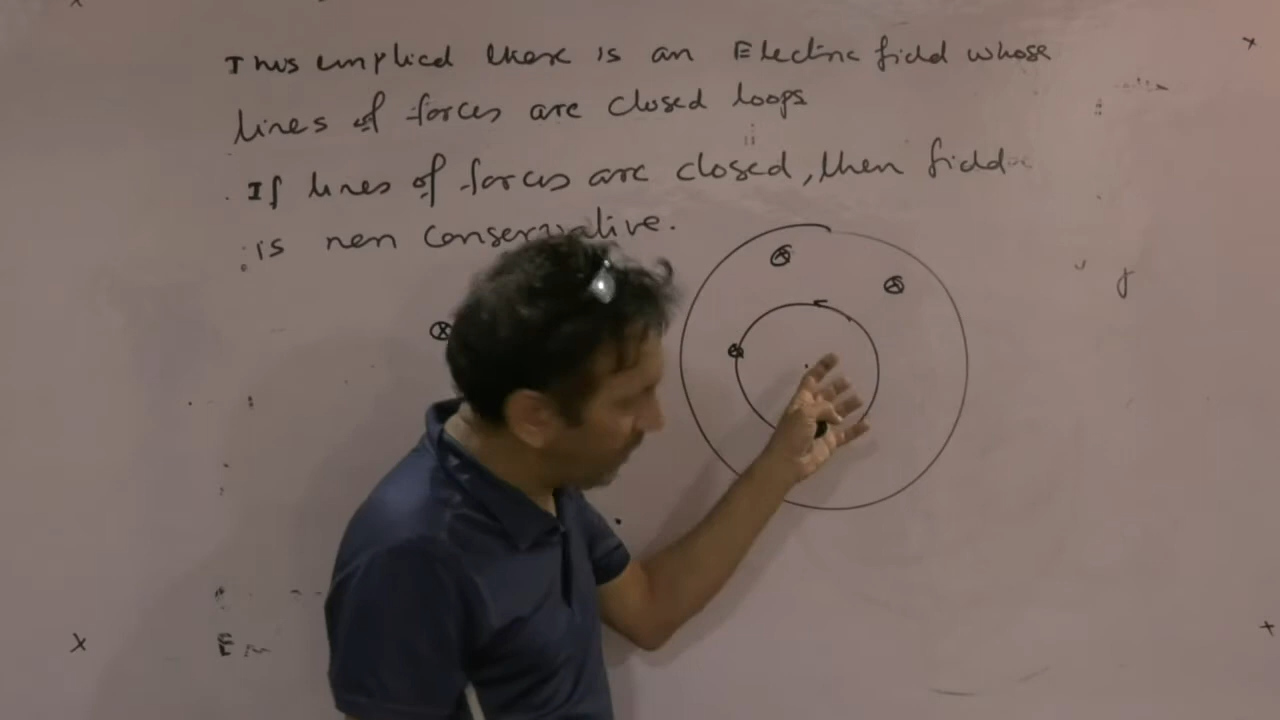 Thus implied there is an Electric field whose
lines of forces are closed loops
If lines of forces are closed, then field
is non conservative.